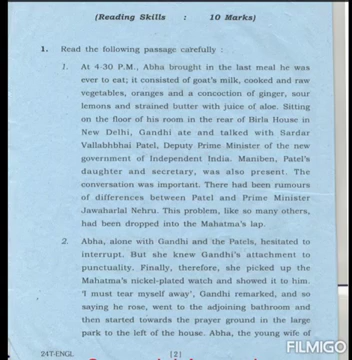 (Reading Skills : 10 Marks)
1. Read the following passage carefully :
1. At 4-30 P.M., Abha brought in the last meal he was
ever to eat; it consisted of goat's milk, cooked and raw
vegetables, oranges and a concoction of ginger, sour
lemons and strained butter with juice of aloe. Sitting
on the floor of his room in the rear of Birla House in
New Delhi, Gandhi ate and talked with Sardar
Vallabhbhai Patel, Deputy Prime Minister of the new
government of Independent India. Maniben, Patel's
daughter and secretary, was also present. The
conversation was important. There had been rumours
of differences between Patel and Prime Minister
Jawaharlal Nehru. This problem, like so many others,
had been dropped into the Mahatma's lap.
2. Abha, alone with Gandhi and the Patels, hesitated to
interrupt. But she knew Gandhi's attachment to
punctuality. Finally, therefore, she picked up the
Mahatma's nickel-plated watch and showed it to him.
'I must tear myself away', Gandhi remarked, and so
saying he rose, went to the adjoining bathroom and
then started towards the prayer ground in the large
park to the left of the house. Abha, the young wife of
24T-ENGL [2]
FILMIGO